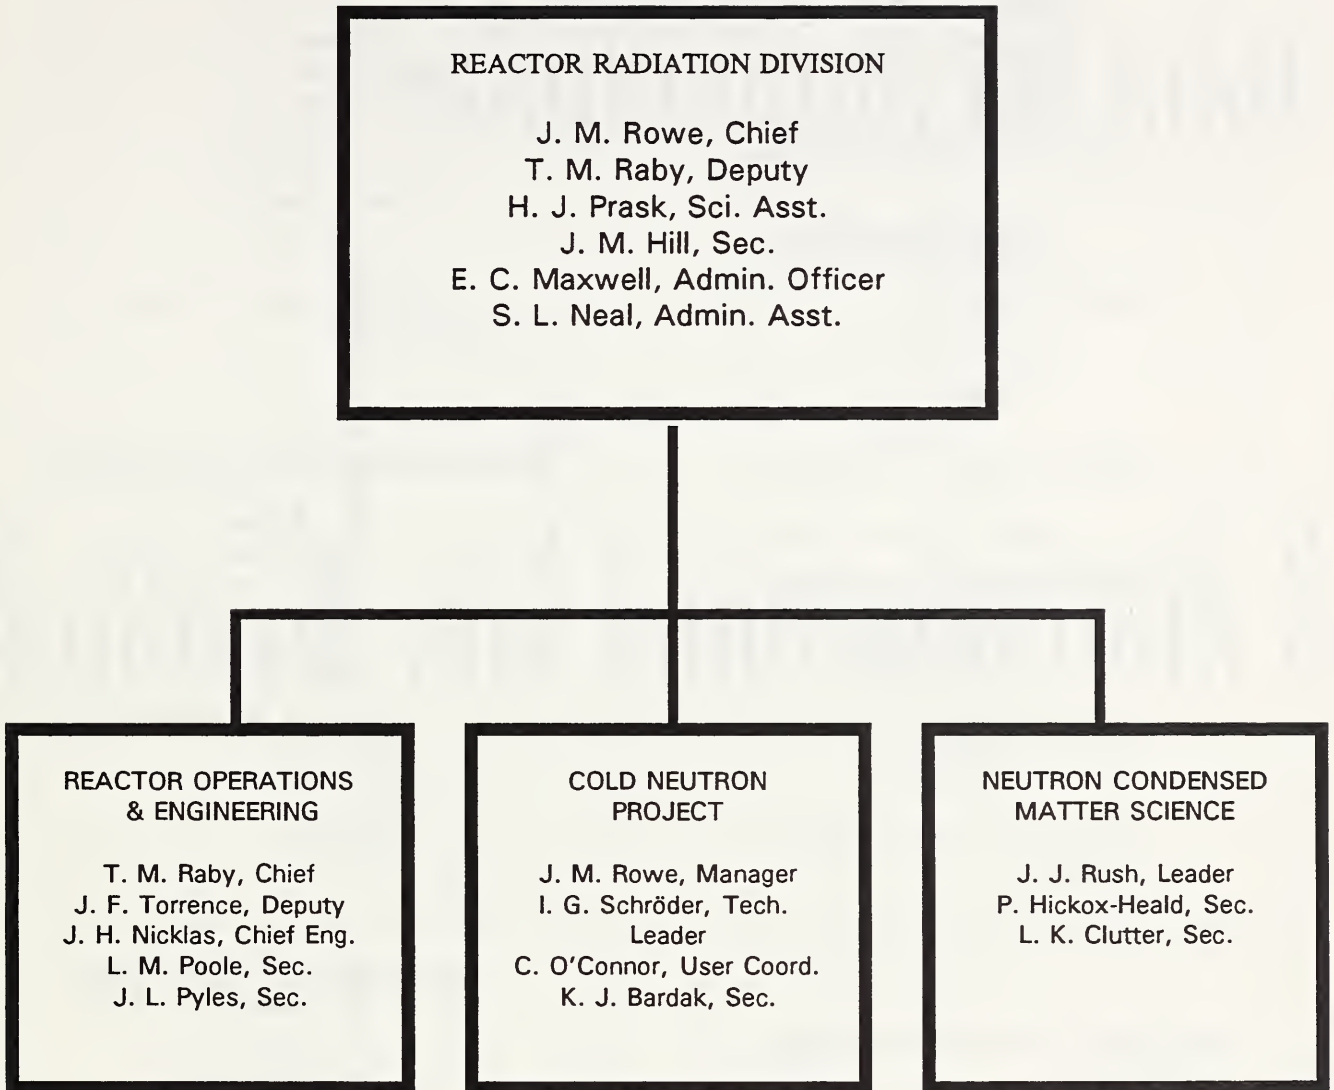 REACTOR RADIATION DIVISION
J. M. Rowe, Chief
T. M. Raby, Deputy
H. J. Prask, Sci. Asst.
J. M. Hill, Sec.
E. C. Maxwell, Admin. Officer
S. L. Neal, Admin. Asst.
REACTOR OPERATIONS
& ENGINEERING
T. M. Raby, Chief
J. F. Torrence, Deputy
J. H. Nicklas, Chief Eng.
L. M. Poole, Sec.
J. L. Pyles, Sec.
COLD NEUTRON
PROJECT
J. M. Rowe, Manager
I. G. Schröder, Tech.
Leader
C. O'Connor, User Coord.
K. J. Bardak, Sec.
NEUTRON CONDENSED
MATTER SCIENCE
J. J. Rush, Leader
P. Hickox-Heald, Sec.
L. K. Clutter, Sec.